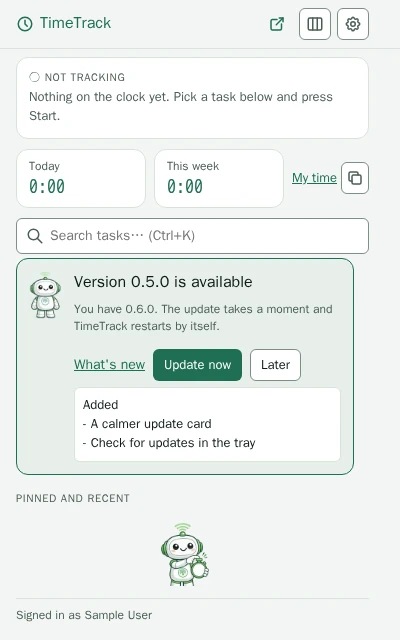 TimeTrack
NOT TRACKING
Nothing on the clock yet. Pick a task below and press
Start.
Today
0:00
This week
0:00
My time
Search tasks… (Ctrl+K)
Version 0.5.0 is available
You have 0.6.0. The update takes a moment and
TimeTrack restarts by itself.
What's new
Update now
Later
Added
- A calmer update card
- Check for updates in the tray
PINNED AND RECENT
Signed in as Sample User